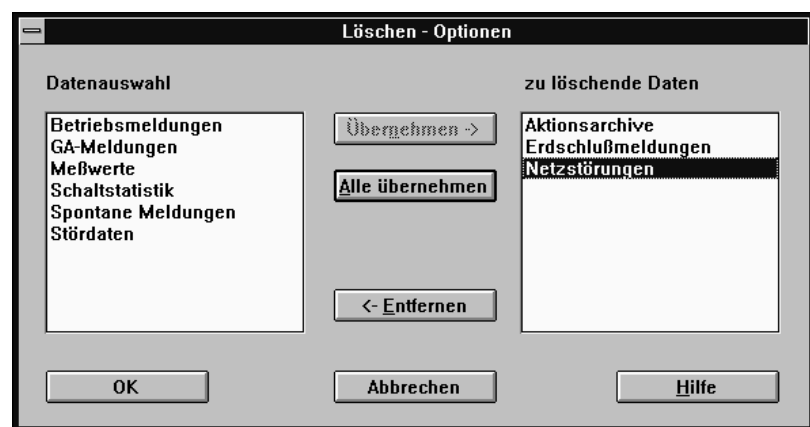 Löschen - Optionen
Datenauswahl
zu löschende Daten
Betriebsmeldungen
GA-Meldungen
Meßwerte
Schaltstatistik
Spontane Meldungen
Stördaten
Übernehmen ->
Alle übernehmen
<- Entfernen
Aktionsarchive
Erdschlußmeldungen
Netzstörungen
OK
Abbrechen
Hilfe